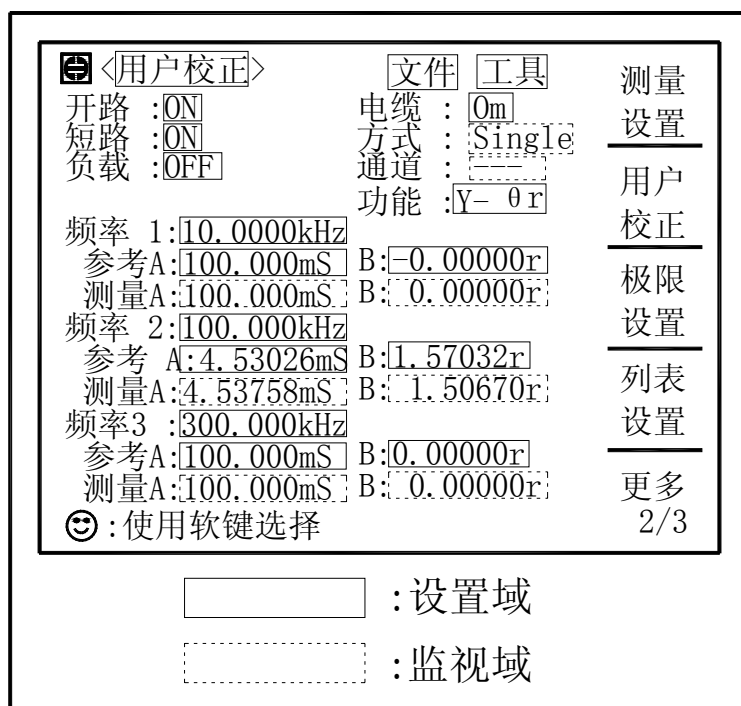 <用户校正> 文件 工具
开路 :ON 电缆 : 0m
短路 :ON 方式 : Single
负载 :OFF 通道 : ---
功能 :Y- θr
频率 1:10.0000kHz
参考A:100.000mS B:-0.00000r
测量A:100.000mS B: 0.00000r
频率 2:100.000kHz
参考 A:4.53026mS B:1.57032r
测量A:4.53758mS B: 1.50670r
频率3 :300.000kHz
参考A:100.000mS B:0.00000r
测量A:100.000mS B: 0.00000r
:使用软键选择
测量
设置
用户
校正
极限
设置
列表
设置
更多
2/3
:设置域
:监视域